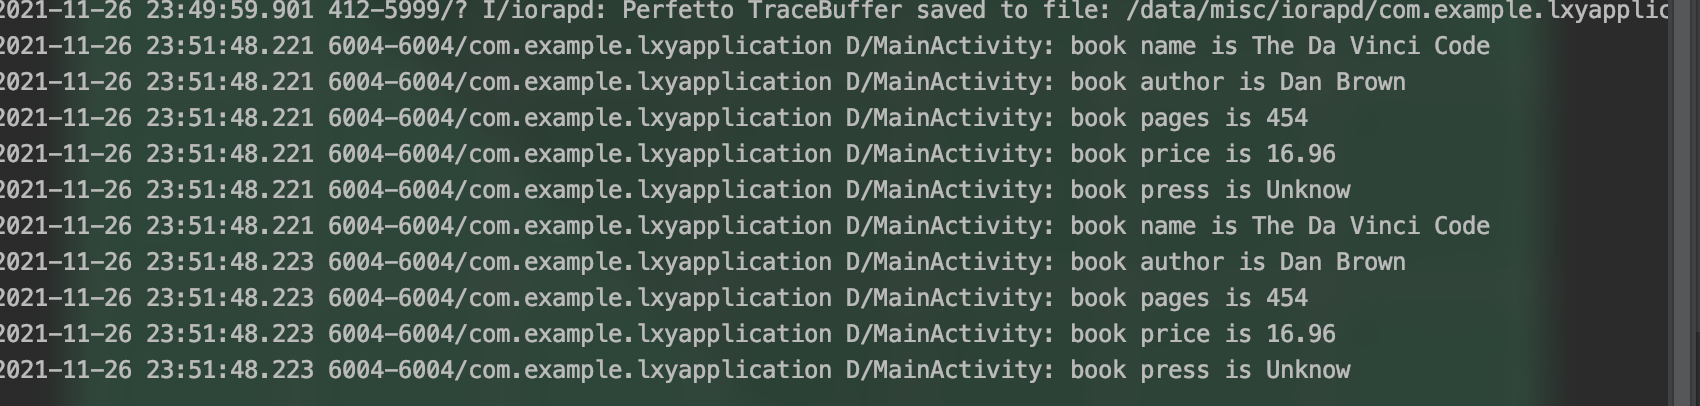 2021-11-26 23:49:59.901 412-5999/? I/iorapd: Perfetto TraceBuffer saved to file: /data/misc/iorapd/com.example.lxyapplic
2021-11-26 23:51:48.221 6004-6004/com.example.lxyapplication D/MainActivity: book name is The Da Vinci Code
2021-11-26 23:51:48.221 6004-6004/com.example.lxyapplication D/MainActivity: book author is Dan Brown
2021-11-26 23:51:48.221 6004-6004/com.example.lxyapplication D/MainActivity: book pages is 454
2021-11-26 23:51:48.221 6004-6004/com.example.lxyapplication D/MainActivity: book price is 16.96
2021-11-26 23:51:48.221 6004-6004/com.example.lxyapplication D/MainActivity: book press is Unknow
2021-11-26 23:51:48.221 6004-6004/com.example.lxyapplication D/MainActivity: book name is The Da Vinci Code
2021-11-26 23:51:48.223 6004-6004/com.example.lxyapplication D/MainActivity: book author is Dan Brown
2021-11-26 23:51:48.223 6004-6004/com.example.lxyapplication D/MainActivity: book pages is 454
2021-11-26 23:51:48.223 6004-6004/com.example.lxyapplication D/MainActivity: book price is 16.96
2021-11-26 23:51:48.223 6004-6004/com.example.lxyapplication D/MainActivity: book press is Unknow